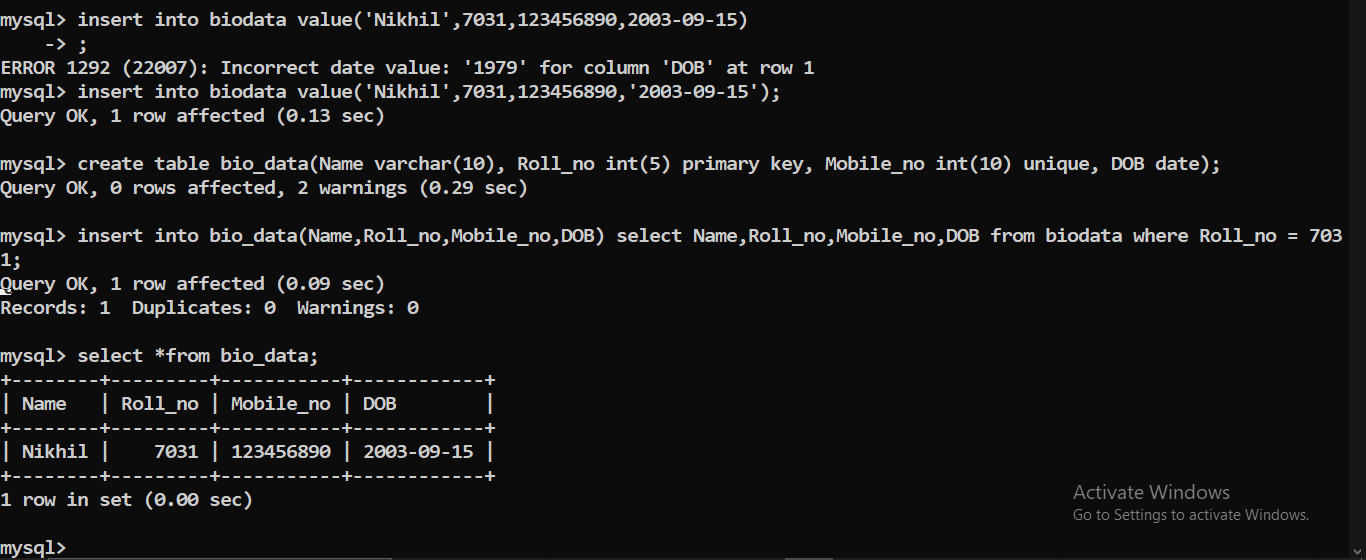 mysql> insert into biodata value('Nikhil',7031,123456890,2003-09-15)
    -> ;
ERROR 1292 (22007): Incorrect date value: '1979' for column 'DOB' at row 1
mysql> insert into biodata value('Nikhil',7031,123456890,'2003-09-15');
Query OK, 1 row affected (0.13 sec)

mysql> create table bio_data(Name varchar(10), Roll_no int(5) primary key, Mobile_no int(10) unique, DOB date);
Query OK, 0 rows affected, 2 warnings (0.29 sec)

mysql> insert into bio_data(Name,Roll_no,Mobile_no,DOB) select Name,Roll_no,Mobile_no,DOB from biodata where Roll_no = 703
1;
Query OK, 1 row affected (0.09 sec)
Records: 1  Duplicates: 0  Warnings: 0

mysql> select *from bio_data;
+--------+---------+-----------+------------+
| Name   | Roll_no | Mobile_no | DOB        |
+--------+---------+-----------+------------+
| Nikhil |    7031 | 123456890 | 2003-09-15 |
+--------+---------+-----------+------------+
1 row in set (0.00 sec)

mysql>
Activate Windows
Go to Settings to activate Windows.